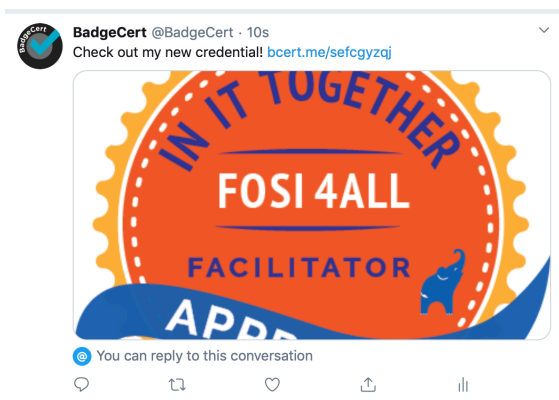 BadgeCert
BadgeCert @BadgeCert · 10s
Check out my new credential! bcert.me/sefcgyzqj
IN IT TOGETHER
FOSI 4ALL
FACILITATOR
@ You can reply to this conversation